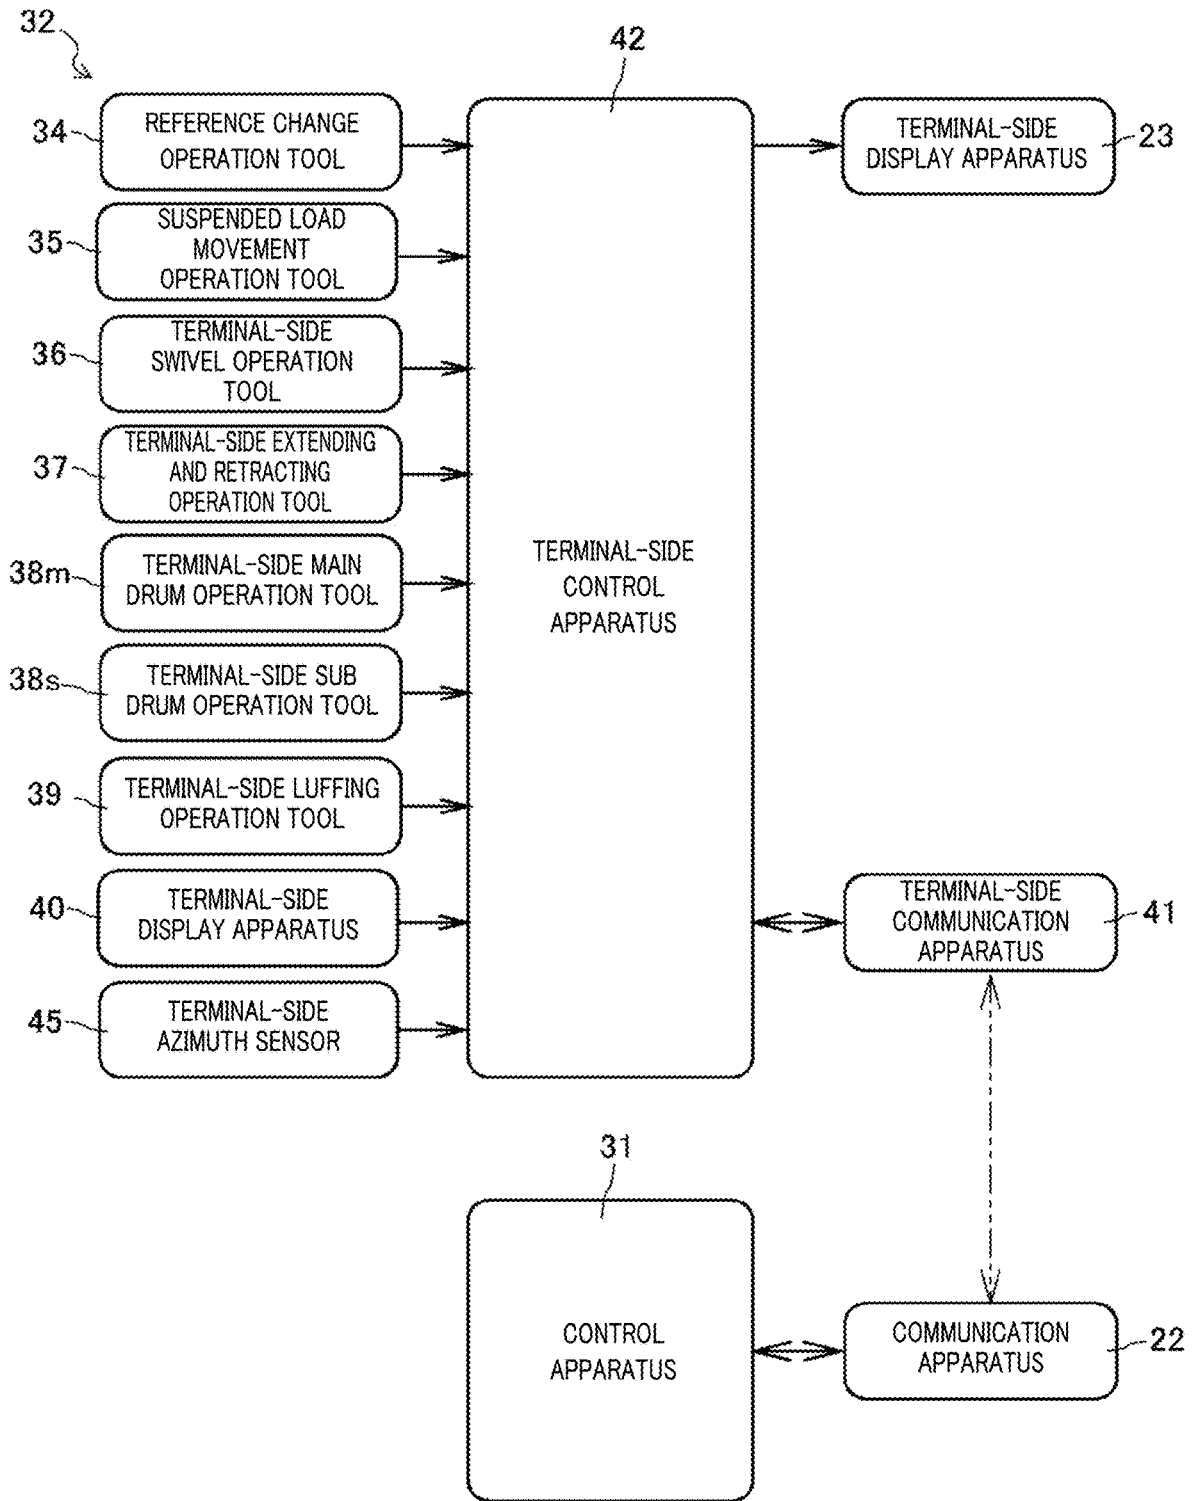 32
42
34
REFERENCE CHANGE
OPERATION TOOL
TERMINAL-SIDE
DISPLAY APPARATUS
23
35
SUSPENDED LOAD
MOVEMENT
OPERATION TOOL
36
TERMINAL-SIDE
SWIVEL OPERATION
TOOL
37
TERMINAL-SIDE EXTENDING
AND RETRACTING
OPERATION TOOL
38m
TERMINAL-SIDE MAIN
DRUM OPERATION TOOL
TERMINAL-SIDE
CONTROL
APPARATUS
38s
TERMINAL-SIDE SUB
DRUM OPERATION TOOL
39
TERMINAL-SIDE LUFFING
OPERATION TOOL
40
TERMINAL-SIDE
DISPLAY APPARATUS
TERMINAL-SIDE
COMMUNICATION
APPARATUS
41
45
TERMINAL-SIDE
AZIMUTH SENSOR
31
CONTROL
APPARATUS
COMMUNICATION
APPARATUS
22